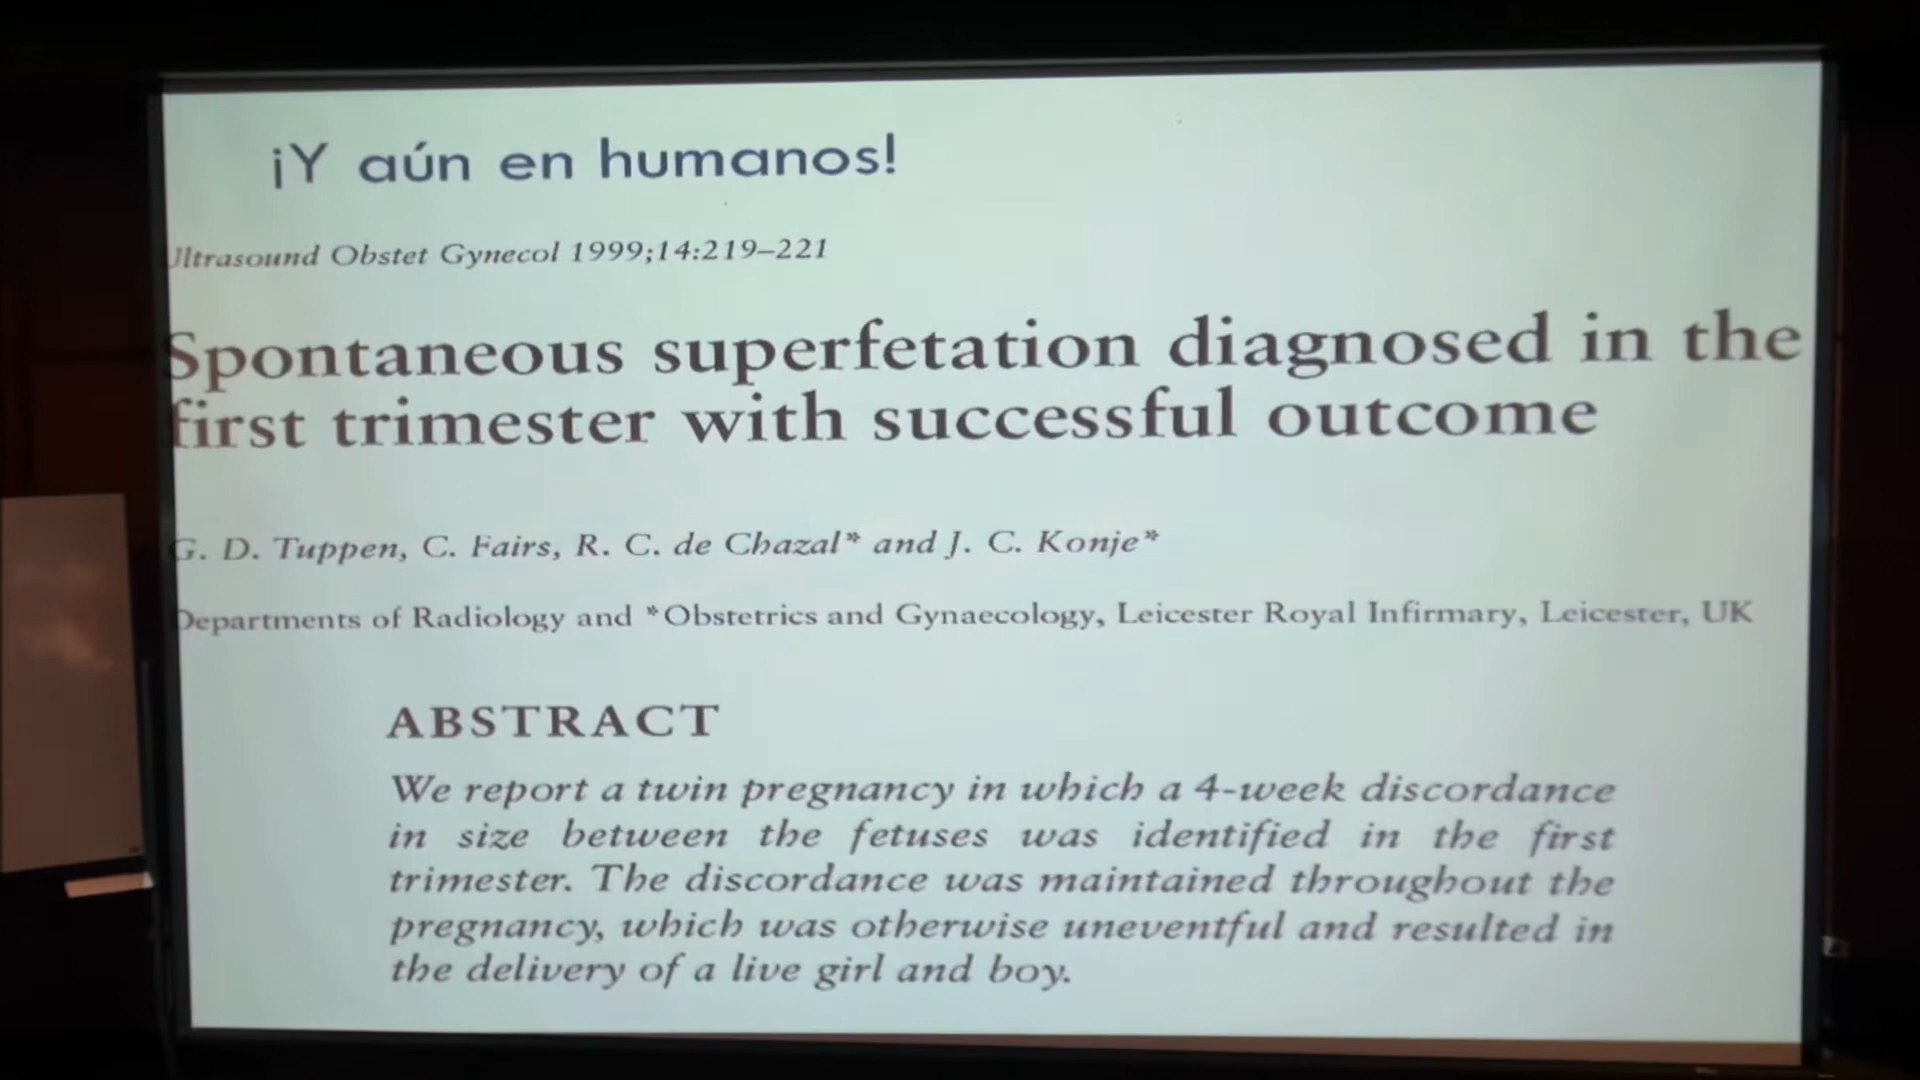 ¡Y aún en humanos!
Ultrasound Obstet Gynecol 1999;14:219–221
Spontaneous superfetation diagnosed in the
first trimester with successful outcome
G. D. Tuppen, C. Fairs, R. C. de Chazal* and J. C. Konje*
Departments of Radiology and *Obstetrics and Gynaecology, Leicester Royal Infirmary, Leicester, UK
ABSTRACT
We report a twin pregnancy in which a 4-week discordance
in size between the fetuses was identified in the first
trimester. The discordance was maintained throughout the
pregnancy, which was otherwise uneventful and resulted in
the delivery of a live girl and boy.